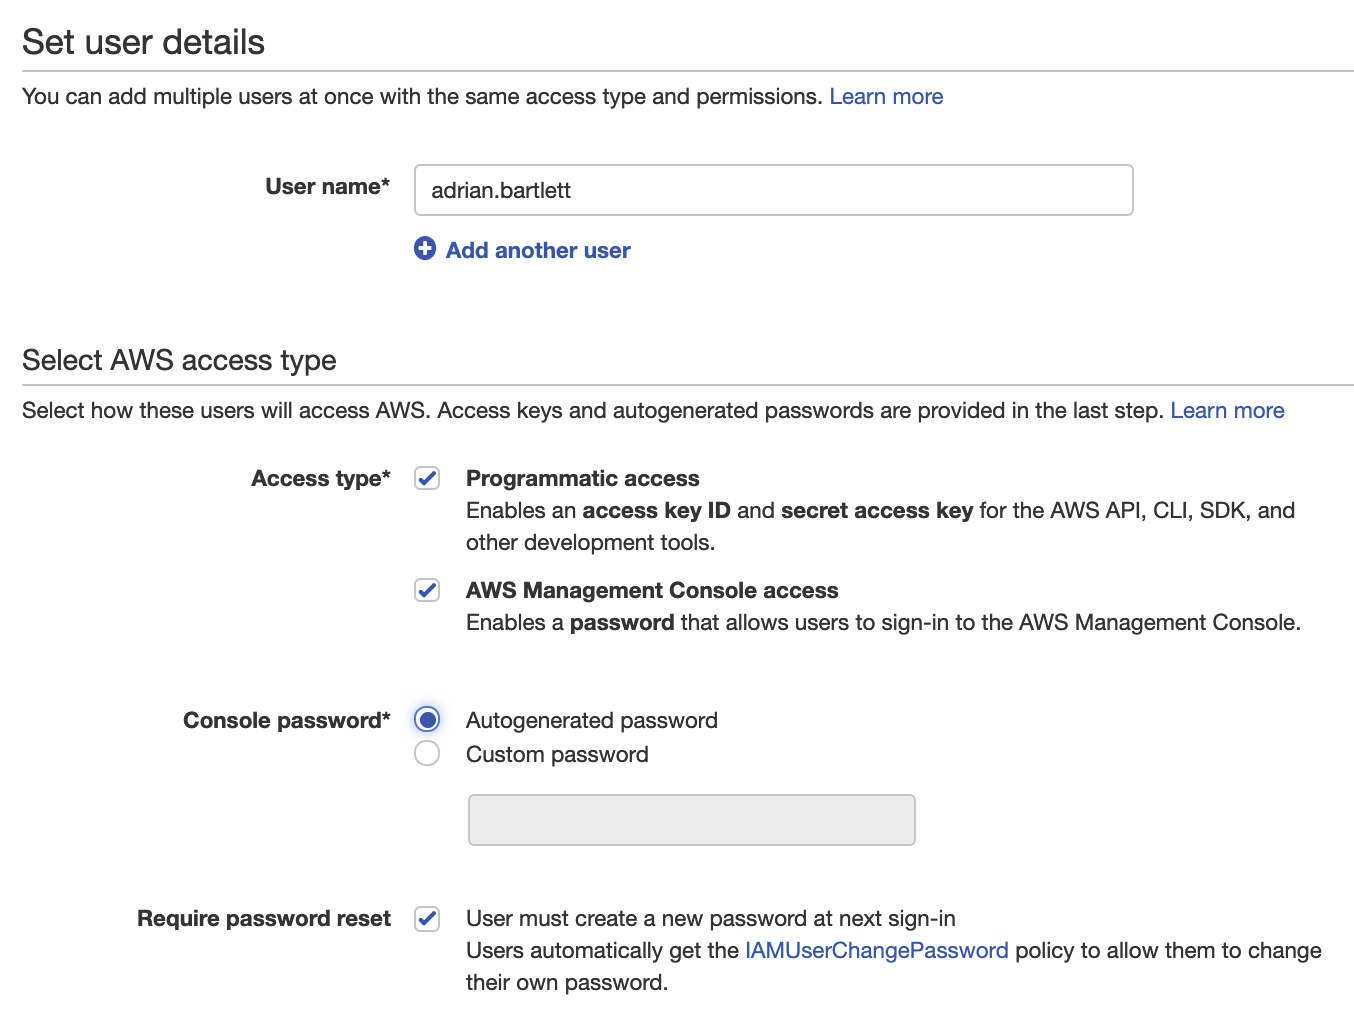 Set user details
You can add multiple users at once with the same access type and permissions. Learn more
User name* adrian.bartlett
Add another user
Select AWS access type
Select how these users will access AWS. Access keys and autogenerated passwords are provided in the last step. Learn more
Access type* Programmatic access
Enables an access key ID and secret access key for the AWS API, CLI, SDK, and
other development tools.
AWS Management Console access
Enables a password that allows users to sign-in to the AWS Management Console.
Console password* Autogenerated password
Custom password
Require password reset User must create a new password at next sign-in
Users automatically get the IAMUserChangePassword policy to allow them to change
their own password.